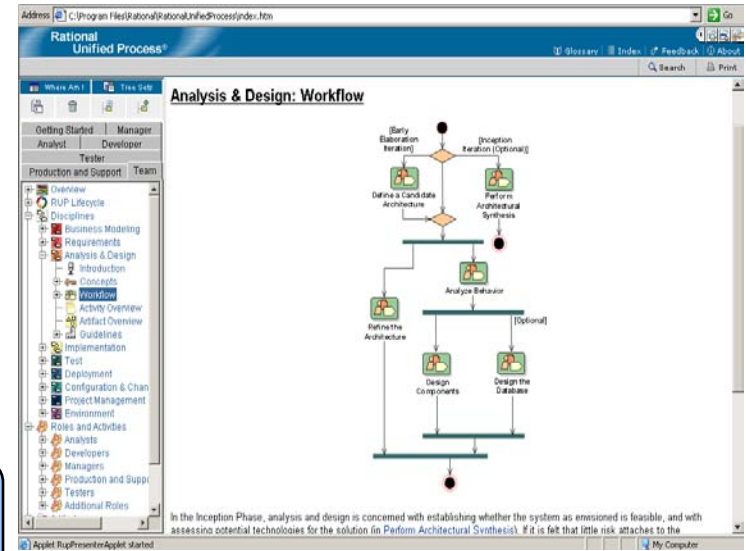 Address C:\Program Files\Rational\RationalUnifiedProcess\index.htm Go
Rational
Unified Process®
Glossary Index Feedback About
Search Print
Where Am I Tree Sets
Getting Started Manager
Analyst Developer
Tester
Production and Support Team
Overview
RUP Lifecycle
Disciplines
Business Modeling
Requirements
Analysis & Design
Introduction
Concepts
Workflow
Activity Overview
Artifact Overview
Guidelines
Implementation
Test
Deployment
Configuration & Chan
Project Management
Environment
Roles and Activities
Analysts
Developers
Managers
Production and Suppo
Testers
Additional Roles
Analysis & Design: Workflow
[Early
Elaboration
Iteration]
[Inception
Iteration (Optional)]
Define a Candidate
Architecture
Perform
Architectural
Synthesis
Analyze Behavior
Refine the
Architecture
[Optional]
Design
Components
Design the
Database
In the Inception Phase, analysis and design is concerned with establishing whether the system as envisioned is feasible, and with
assessing potential technologies for the solution (in Perform Architectural Synthesis). If it is felt that little risk attaches to the
Applet RupPresenterApplet started My Computer